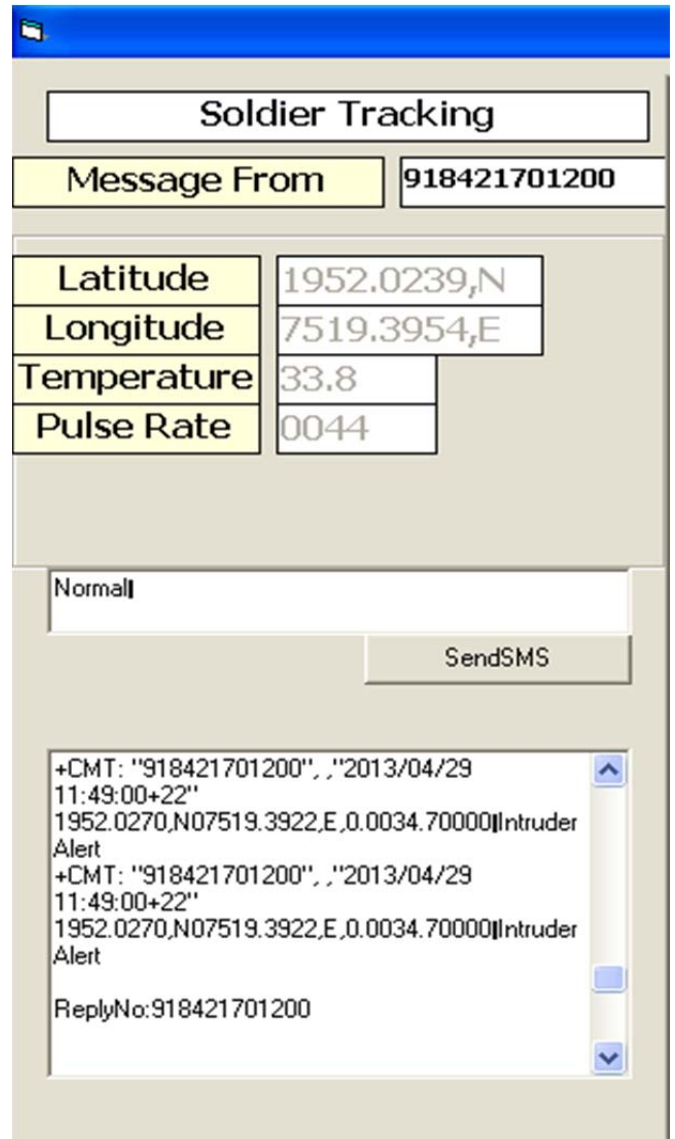 Soldier Tracking
Message From 918421701200
Latitude 1952.0239,N
Longitude 7519.3954,E
Temperature 33.8
Pulse Rate 0044
Normal
SendSMS
+CMT: "918421701200", ,"2013/04/29
11:49:00+22"
1952.0270,N07519.3922,E,0.0034.70000|Intruder
Alert
+CMT: "918421701200", ,"2013/04/29
11:49:00+22"
1952.0270,N07519.3922,E,0.0034.70000|Intruder
Alert
ReplyNo:918421701200